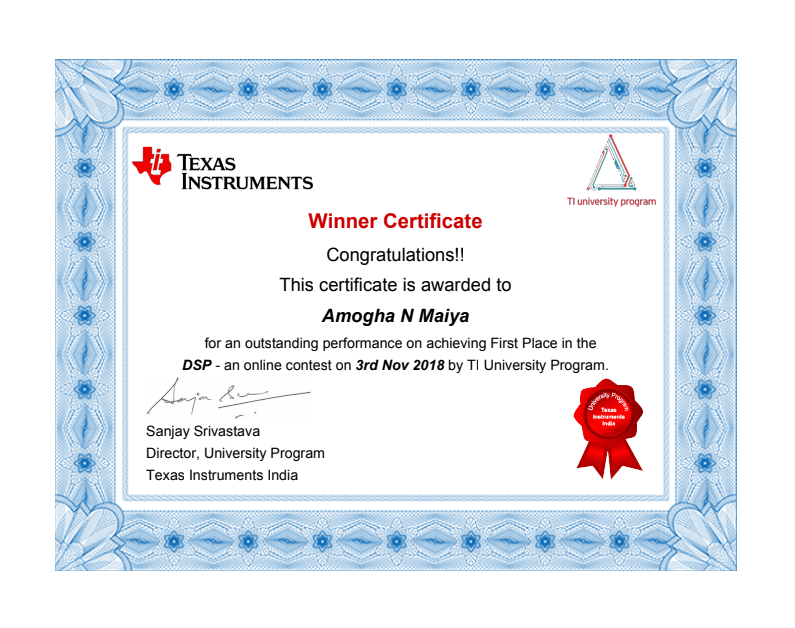 TEXAS
INSTRUMENTS
TI university program
Winner Certificate
Congratulations!!
This certificate is awarded to
Amogha N Maiya
for an outstanding performance on achieving First Place in the
DSP - an online contest on 3rd Nov 2018 by TI University Program.
Sanjay Srivastava
Director, University Program
Texas Instruments India
University Program
Texas
Instruments
India